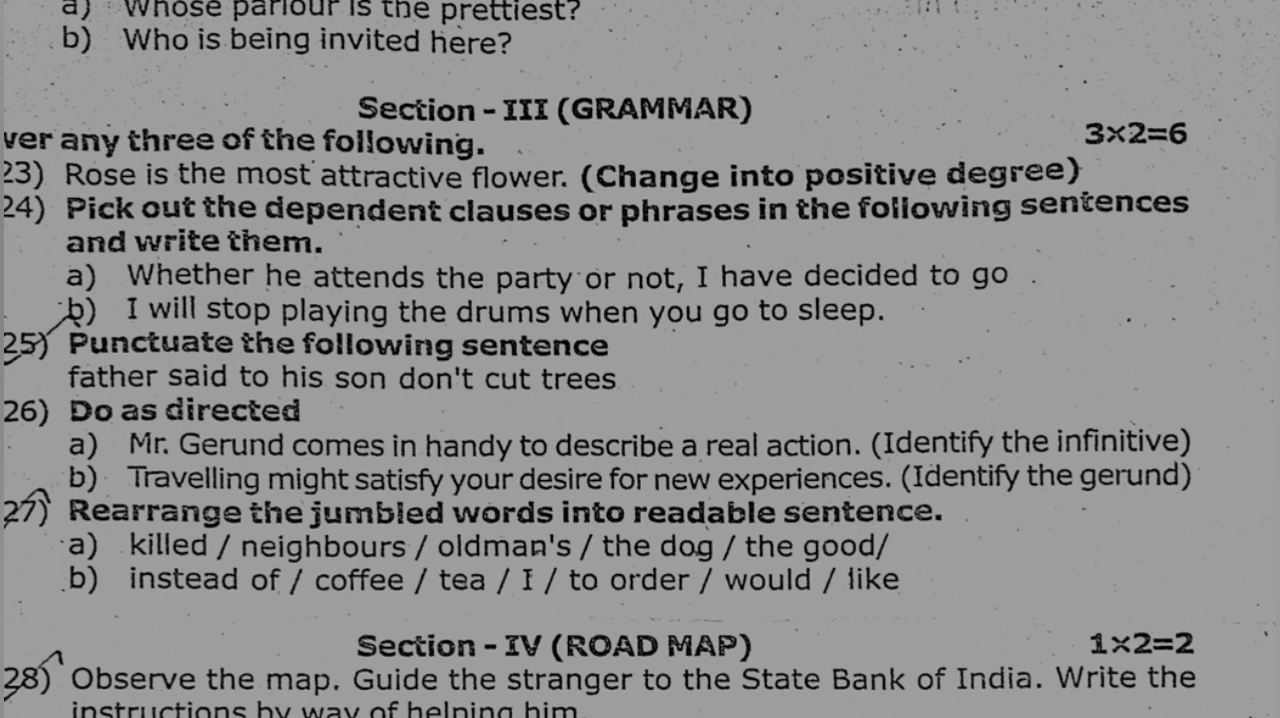 a) Whose parlour is the prettiest?
b) Who is being invited here?
Section - III (GRAMMAR)
ver any three of the following. 3×2=6
23) Rose is the most attractive flower. (Change into positive degree)
24) Pick out the dependent clauses or phrases in the following sentences
and write them.
a) Whether he attends the party or not, I have decided to go
b) I will stop playing the drums when you go to sleep.
25) Punctuate the following sentence
father said to his son don't cut trees
26) Do as directed
a) Mr. Gerund comes in handy to describe a real action. (Identify the infinitive)
b) Travelling might satisfy your desire for new experiences. (Identify the gerund)
27) Rearrange the jumbled words into readable sentence.
a) killed / neighbours / oldman's / the dog / the good/
b) instead of / coffee / tea / I / to order / would / like
Section - IV (ROAD MAP) 1×2=2
28) Observe the map. Guide the stranger to the State Bank of India. Write the
instructions by way of helping him.